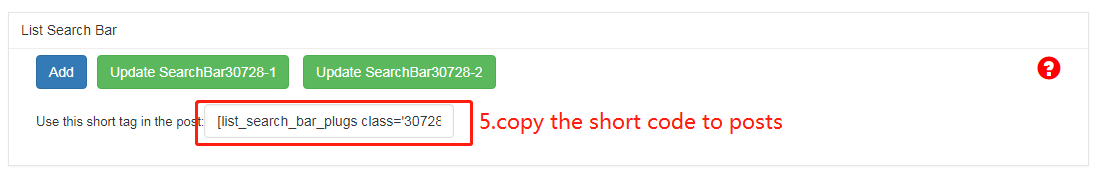 List Search Bar
Add Update SearchBar30728-1 Update SearchBar30728-2 ?
Use this short tag in the post: [list_search_bar_plugs class='30728 5.copy the short code to posts